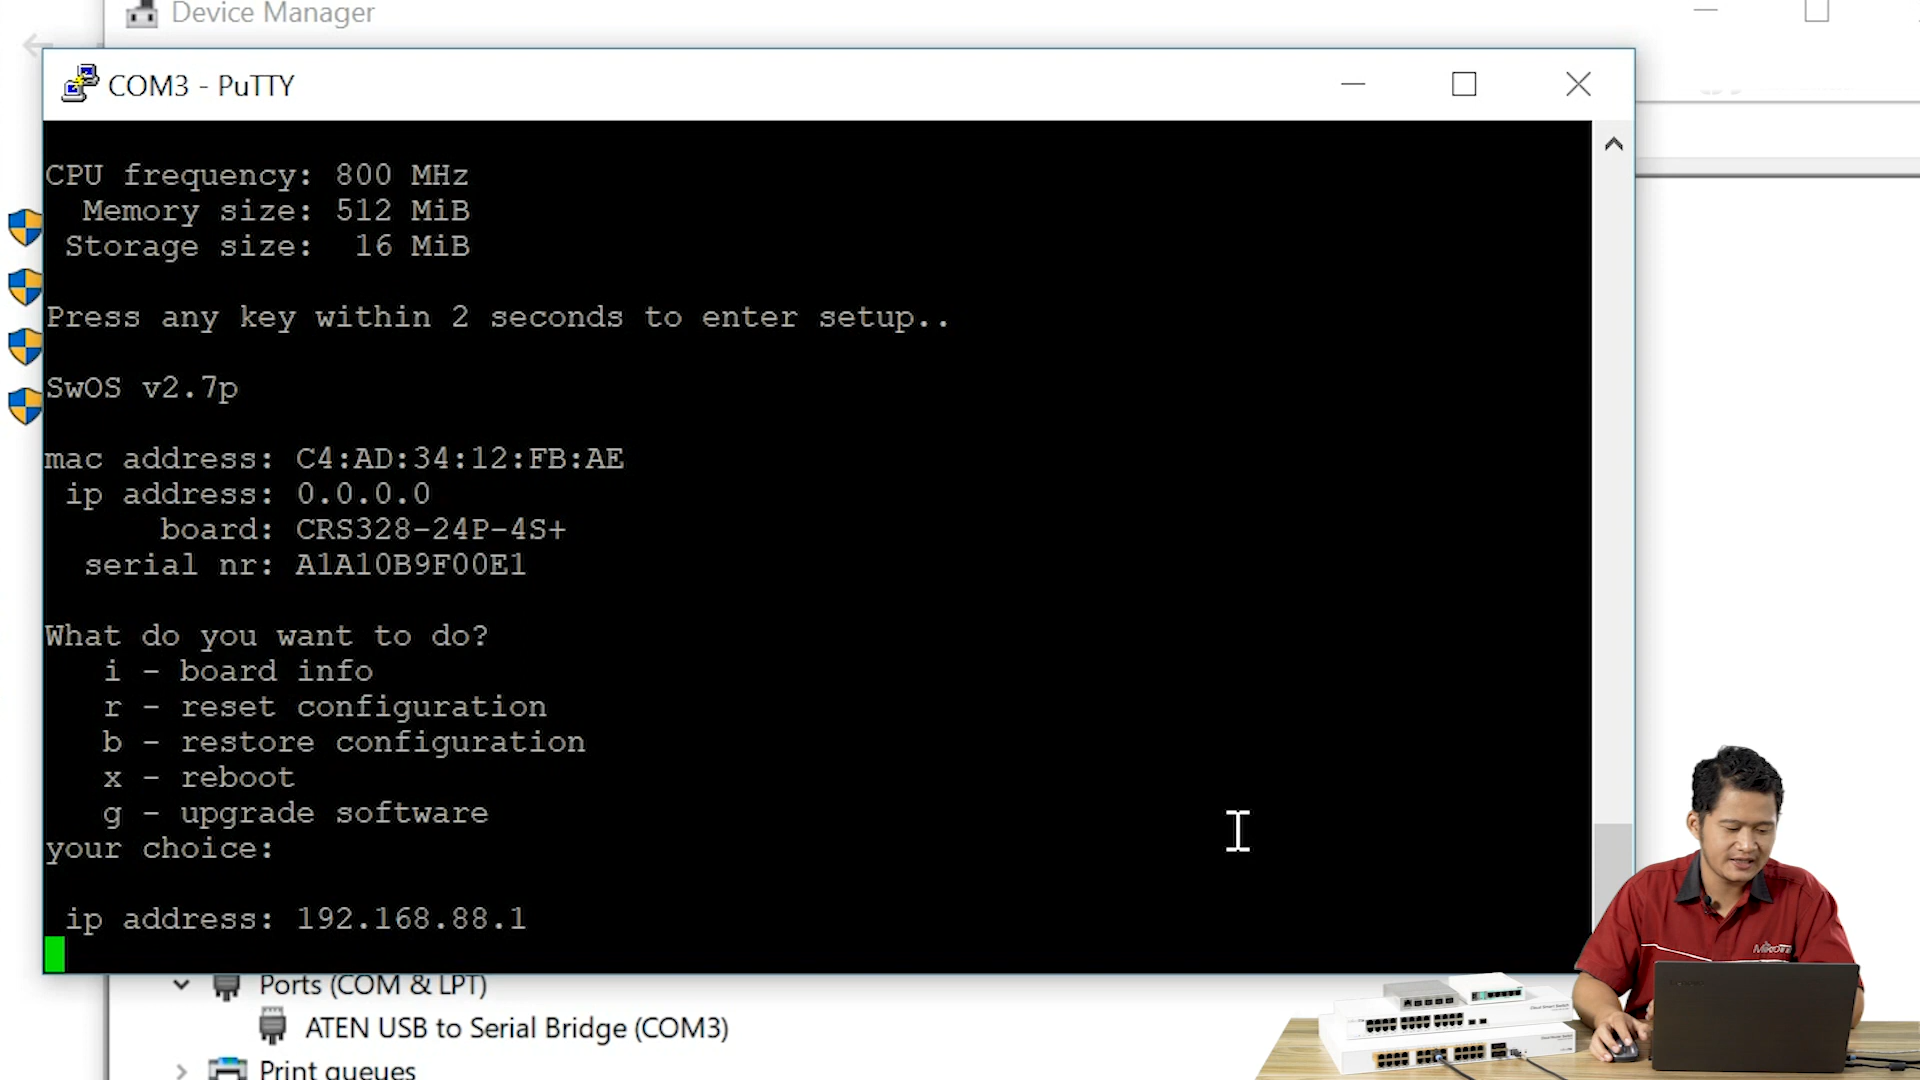 Device Manager
COM3 - PuTTY
CPU frequency: 800 MHz
Memory size: 512 MiB
Storage size: 16 MiB
Press any key within 2 seconds to enter setup..
SwOS v2.7p
mac address: C4:AD:34:12:FB:AE
ip address: 0.0.0.0
board: CRS328-24P-4S+
serial nr: A1A10B9F00E1
What do you want to do?
i - board info
r - reset configuration
b - restore configuration
x - reboot
g - upgrade software
your choice:
ip address: 192.168.88.1
Ports (COM & LPT)
ATEN USB to Serial Bridge (COM3)
Print queues